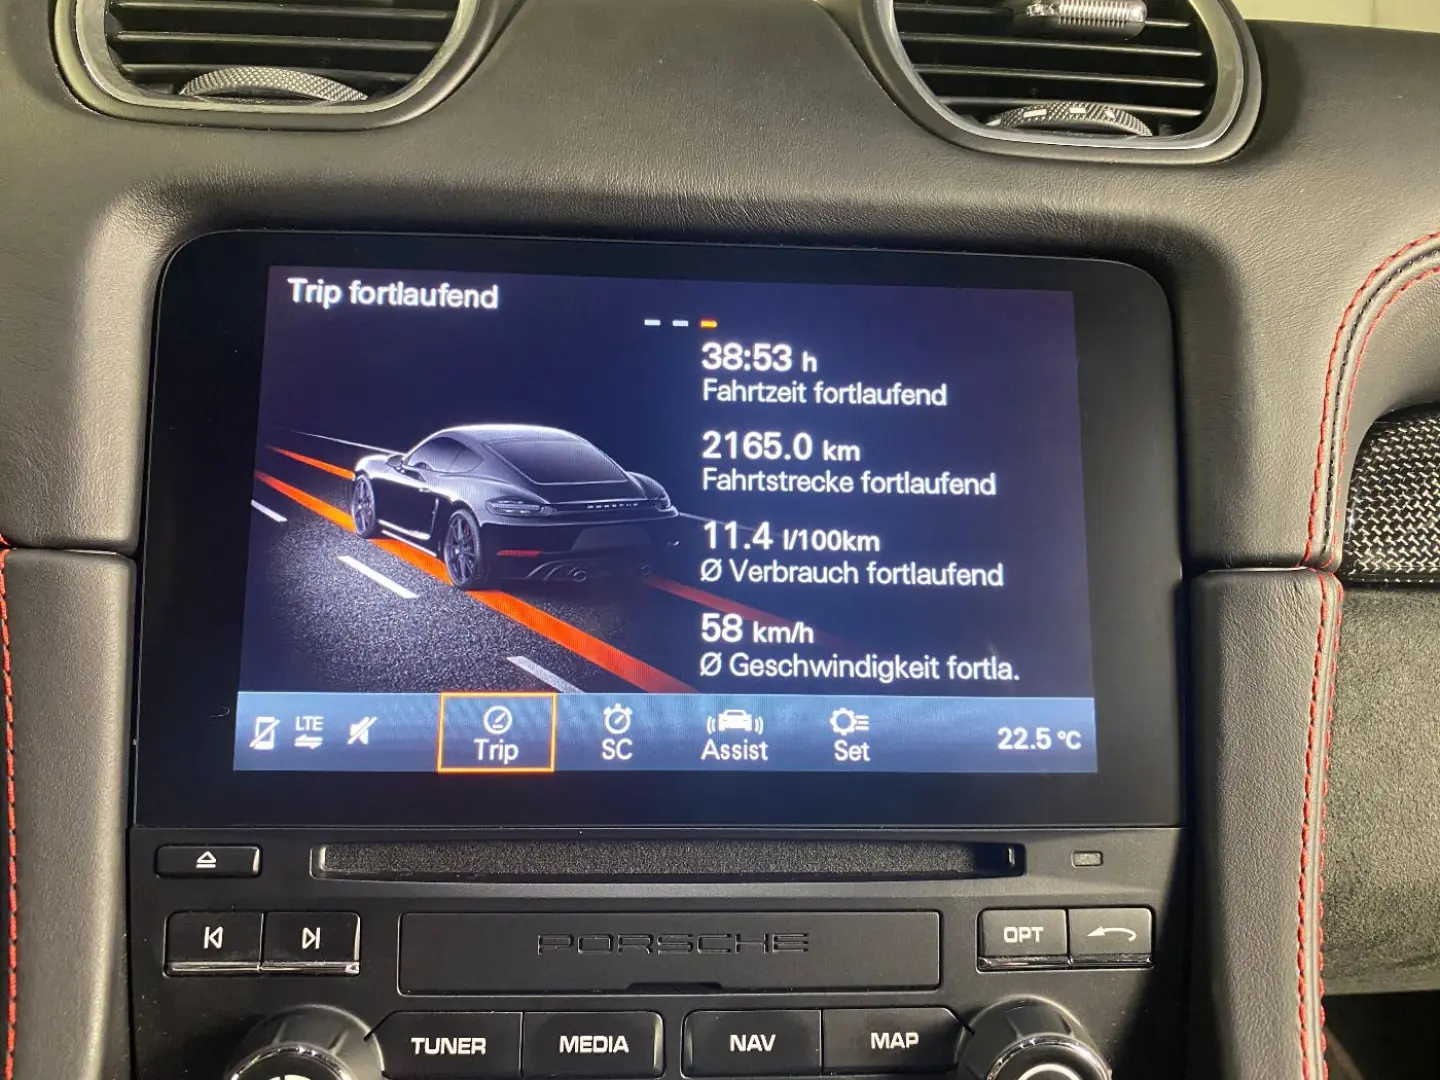 Trip fortlaufend
38:53 h
Fahrtzeit fortlaufend
2165.0 km
Fahrtstrecke fortlaufend
11.4 l/100km
Ø Verbrauch fortlaufend
58 km/h
Ø Geschwindigkeit fortla.
PORSCHE
LTE
Trip
SC
Assist
Set
22.5 °C
PORSCHE
OPT
TUNER
MEDIA
NAV
MAP